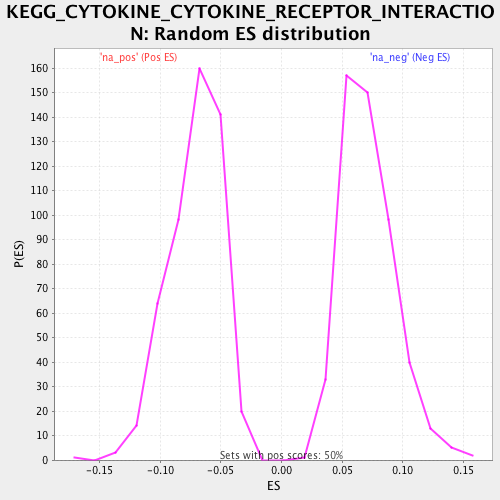 KEGG_CYTOKINE_CYTOKINE_RECEPTOR_INTERACTIO
N: Random ES distribution
'na_pos' (Pos ES)
'na_neg' (Neg ES)
160
150
140
130
120
110
100
90
80
70
60
50
40
30
20
10
0
P(ES)
Sets with pos scores: 50%
-0.15 -0.10 -0.05 0.00 0.05 0.10 0.15
ES